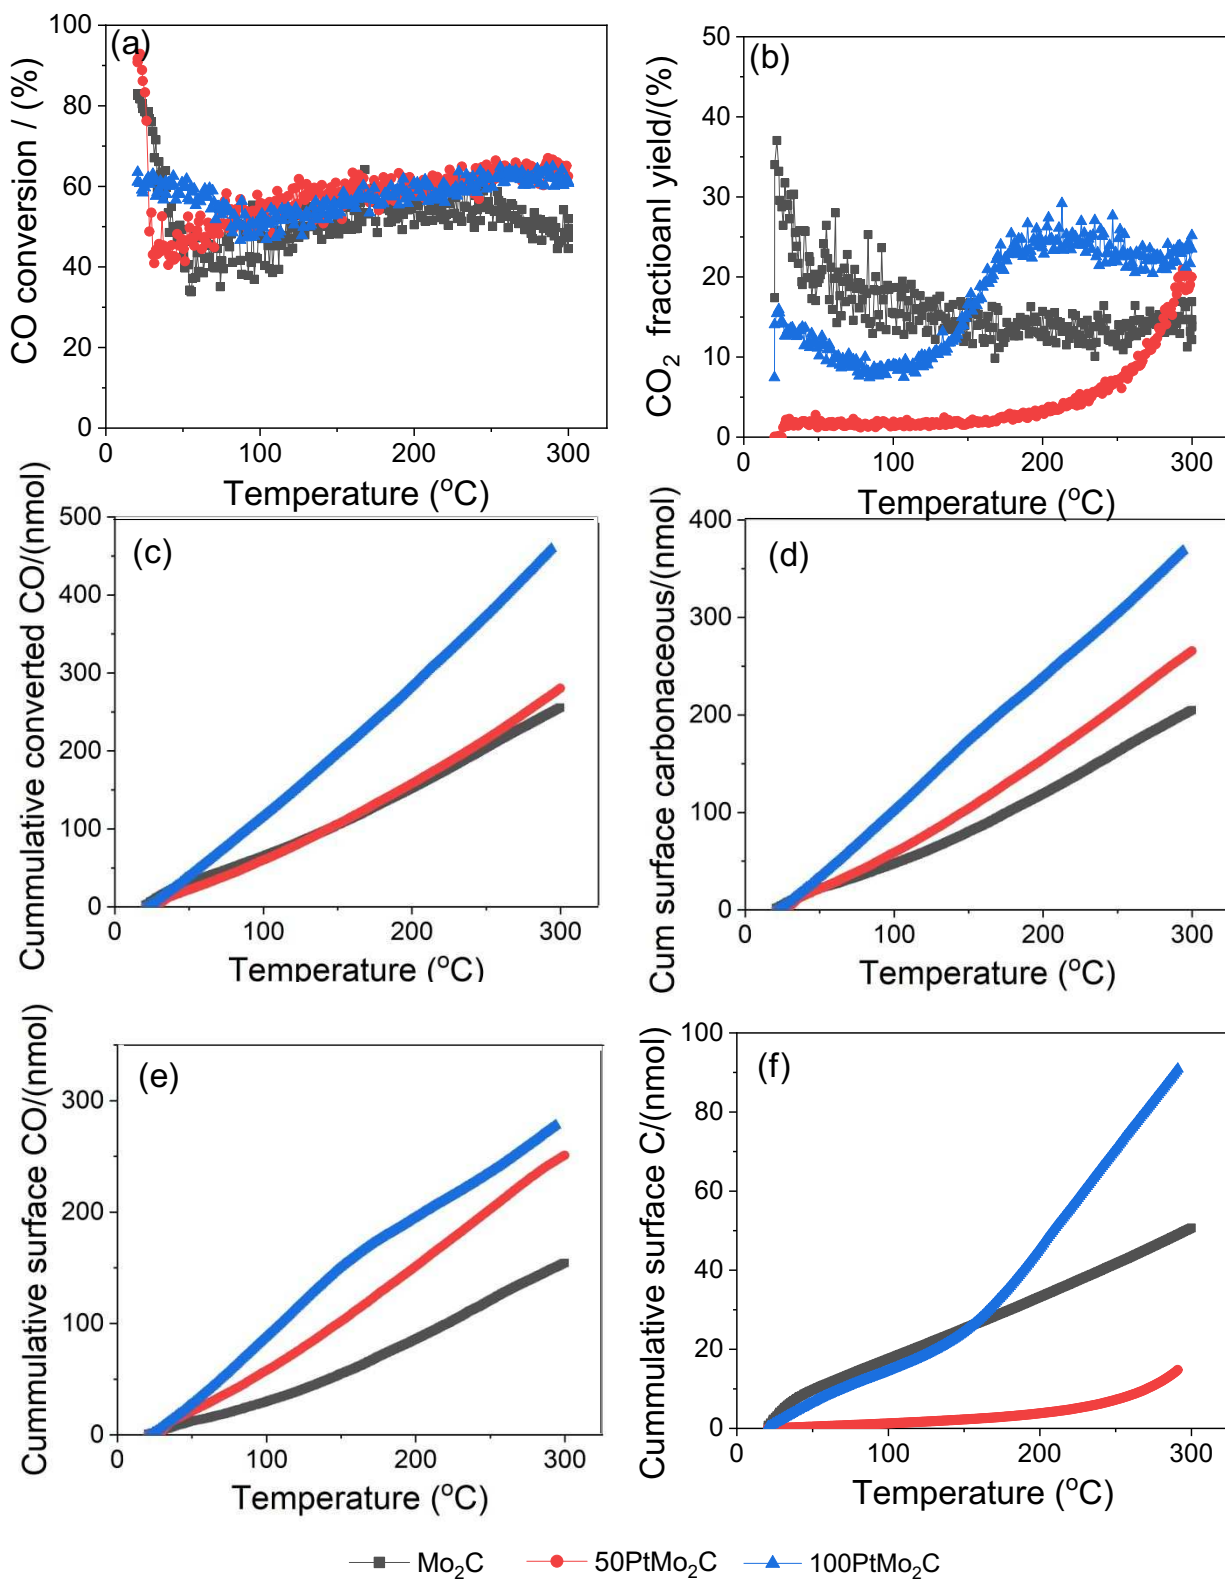 (a)
CO conversion / (%)
100
80
60
40
20
0
0 100 200 300
Temperature (°C)
(b)
CO₂ fractioanl yield/(%)
50
40
30
20
10
0
0 100 200 300
Temperature (°C)
(c)
Cummulative converted CO/(nmol)
500
400
300
200
100
0
0 100 200 300
Temperature (°C)
(d)
Cum surface carbonaceous/(nmol)
400
300
200
100
0
0 100 200 300
Temperature (°C)
(e)
Cummulative surface CO/(nmol)
300
200
100
0
0 100 200 300
Temperature (°C)
(f)
Cummulative surface C/(nmol)
100
80
60
40
20
0
0 100 200 300
Temperature (°C)
Mo₂C 50PtMo₂C 100PtMo₂C